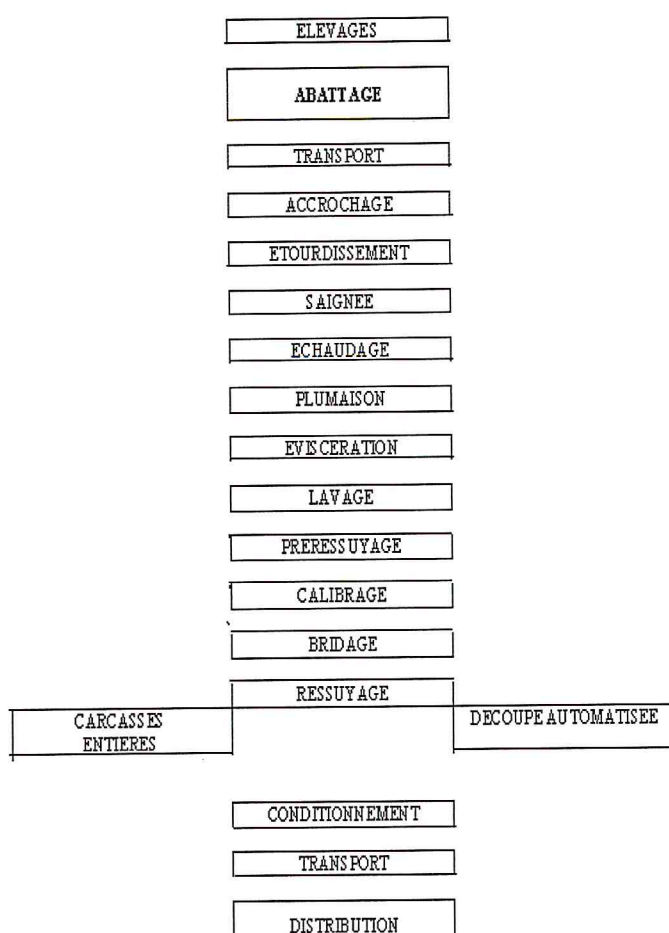 ELEVAGES
ABATTAGE
TRANSPORT
ACCROCHAGE
ETOURDISSEMENT
SAIGNEE
ECHAUDAGE
PLUMAISON
EVISCERATION
LAVAGE
PRERESSUYAGE
CALIBRAGE
BRIDAGE
RESSUYAGE
CARCASSES
ENTIERES
DECOUPE AUTOMATISEE
CONDITIONNEMENT
TRANSPORT
DISTRIBUTION